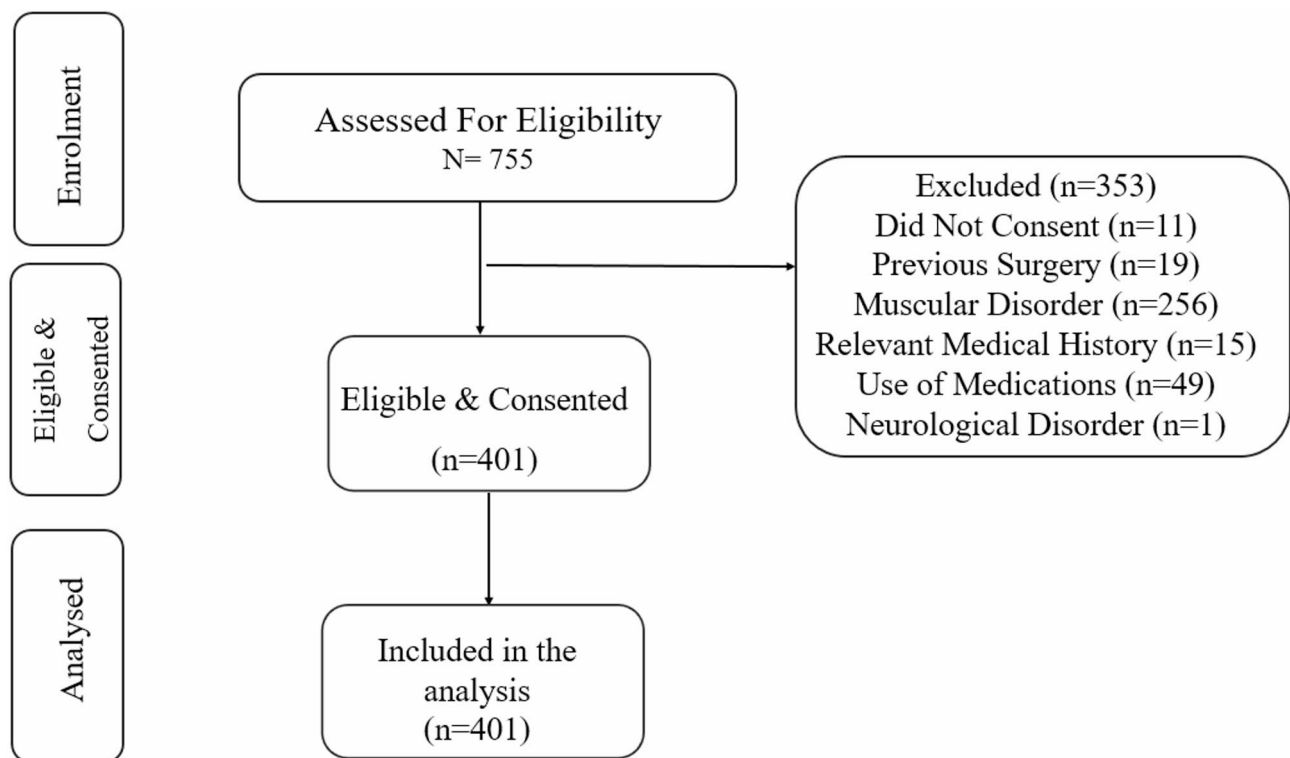 Enrolment
Assessed For Eligibility
N= 755
Excluded (n=353)
Did Not Consent (n=11)
Previous Surgery (n=19)
Muscular Disorder (n=256)
Relevant Medical History (n=15)
Use of Medications (n=49)
Neurological Disorder (n=1)
Eligible &
Consented
Eligible & Consented
(n=401)
Analysed
Included in the
analysis
(n=401)